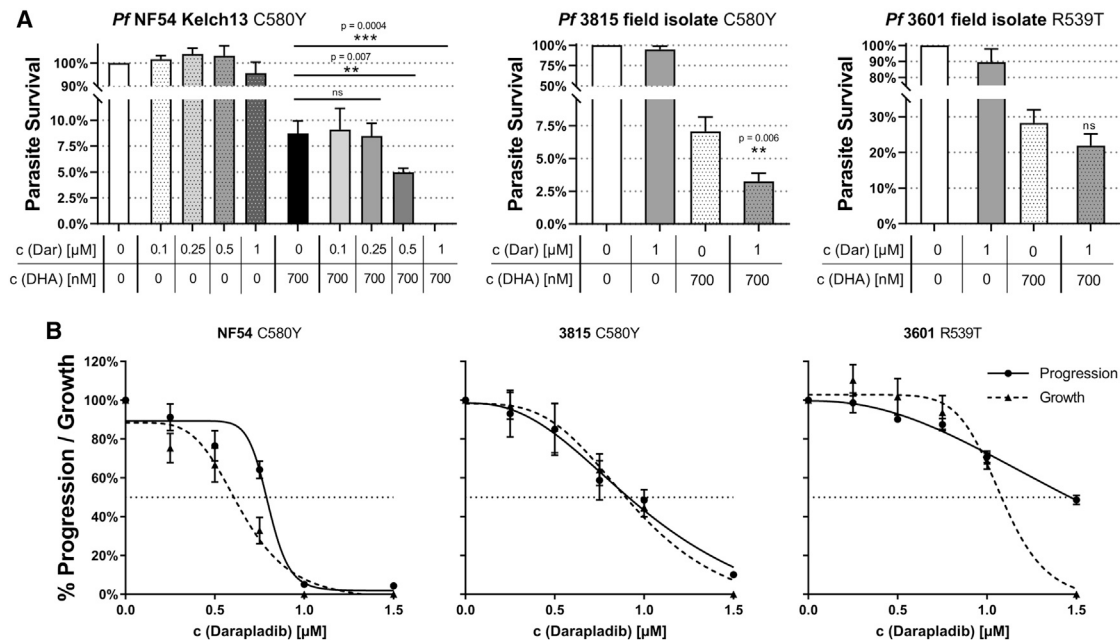 A
Pf NF54 Kelch13 C580Y
Parasite Survival
100%
90%
10.0%
7.5%
5.0%
2.5%
0.0%
p = 0.0004
***
p = 0.007
**
ns
c (Dar) [µM] 0 0.1 0.25 0.5 1 0 0.1 0.25 0.5 1
c (DHA) [nM] 0 0 0 0 0 700 700 700 700 700
Pf 3815 field isolate C580Y
Parasite Survival
100%
75%
50%
7.5%
5.0%
2.5%
0.0%
p = 0.006
**
c (Dar) [µM] 0 1 0 1
c (DHA) [nM] 0 0 700 700
Pf 3601 field isolate R539T
Parasite Survival
100%
90%
80%
30%
20%
10%
0%
ns
c (Dar) [µM] 0 1 0 1
c (DHA) [nM] 0 0 700 700
B
NF54 C580Y
% Progression / Growth
120%
100%
80%
60%
40%
20%
0%
0.0 0.5 1.0 1.5
c (Darapladib) [µM]
3815 C580Y
0.0 0.5 1.0 1.5
c (Darapladib) [µM]
3601 R539T
Progression
Growth
0.0 0.5 1.0 1.5
c (Darapladib) [µM]